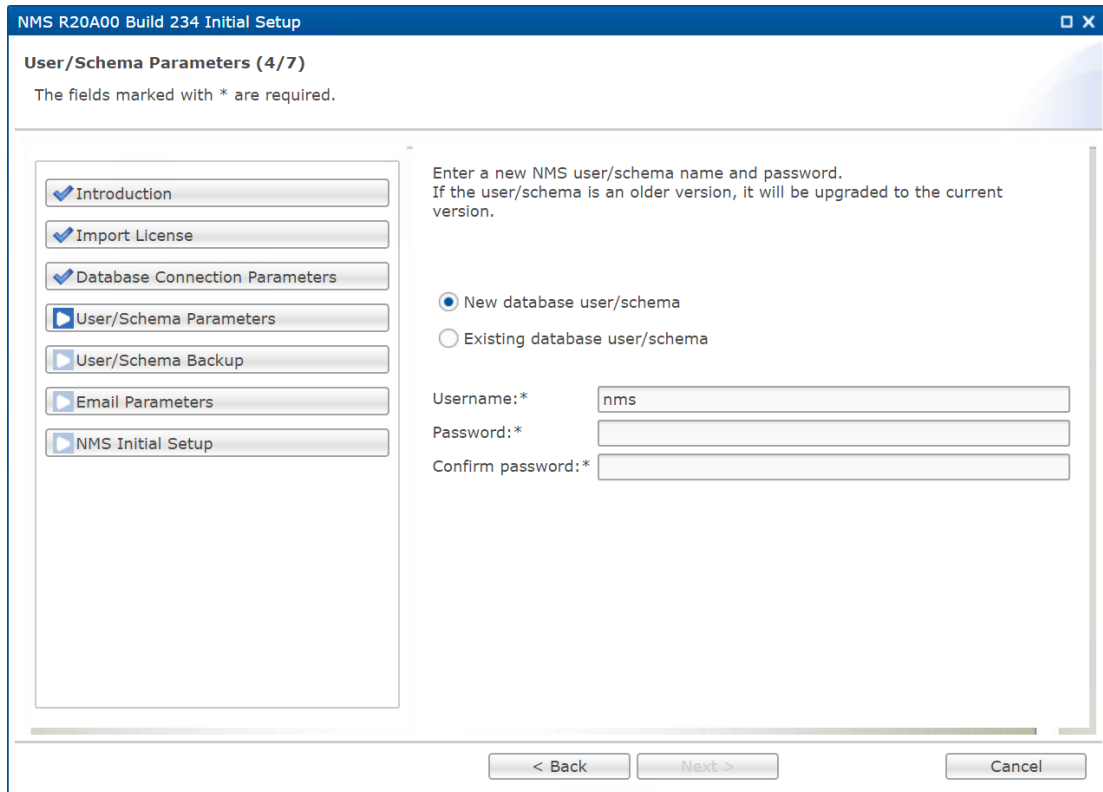 NMS R20A00 Build 234 Initial Setup
User/Schema Parameters (4/7)
The fields marked with * are required.
Introduction
Import License
Database Connection Parameters
User/Schema Parameters
User/Schema Backup
Email Parameters
NMS Initial Setup
Enter a new NMS user/schema name and password.
If the user/schema is an older version, it will be upgraded to the current
version.
New database user/schema
Existing database user/schema
Username:* nms
Password:*
Confirm password:*
< Back Next > Cancel